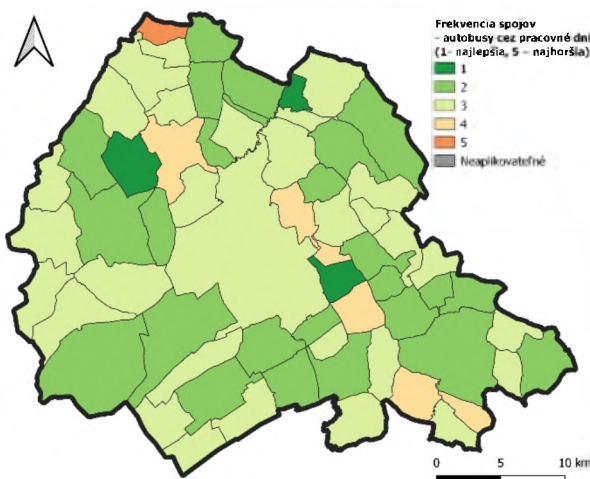 Frekvencia spojov
- autobusy cez pracovné dni
(1- najlepšia, 5 – najhoršia)
1
2
3
4
5
Neaplikovateľné
0 5 10 km